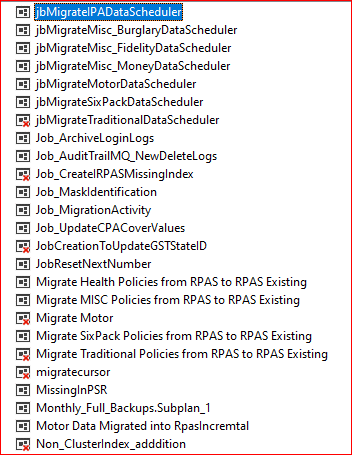 jbMigrateIPADataScheduler
jbMigrateMisc_BurglaryDataScheduler
jbMigrateMisc_FidelityDataScheduler
jbMigrateMisc_MoneyDataScheduler
jbMigrateMotorDataScheduler
jbMigrateSixPackDataScheduler
jbMigrateTraditionalDataScheduler
Job_ArchiveLoginLogs
Job_AuditTrailMQ_NewDeleteLogs
Job_CreateIRPASMissingIndex
Job_MaskIdentification
Job_MigrationActivity
Job_UpdateCPACoverValues
JobCreationToUpdateGSTStateID
JobResetNextNumber
Migrate Health Policies from RPAS to RPAS Existing
Migrate MISC Policies from RPAS to RPAS Existing
Migrate Motor
Migrate SixPack Policies from RPAS to RPAS Existing
Migrate Traditional Policies from RPAS to RPAS Existing
migratecursor
MissingInPSR
Monthly_Full_Backups.Subplan_1
Motor Data Migrated into RpasIncremtal
Non_ClusterIndex_adddition